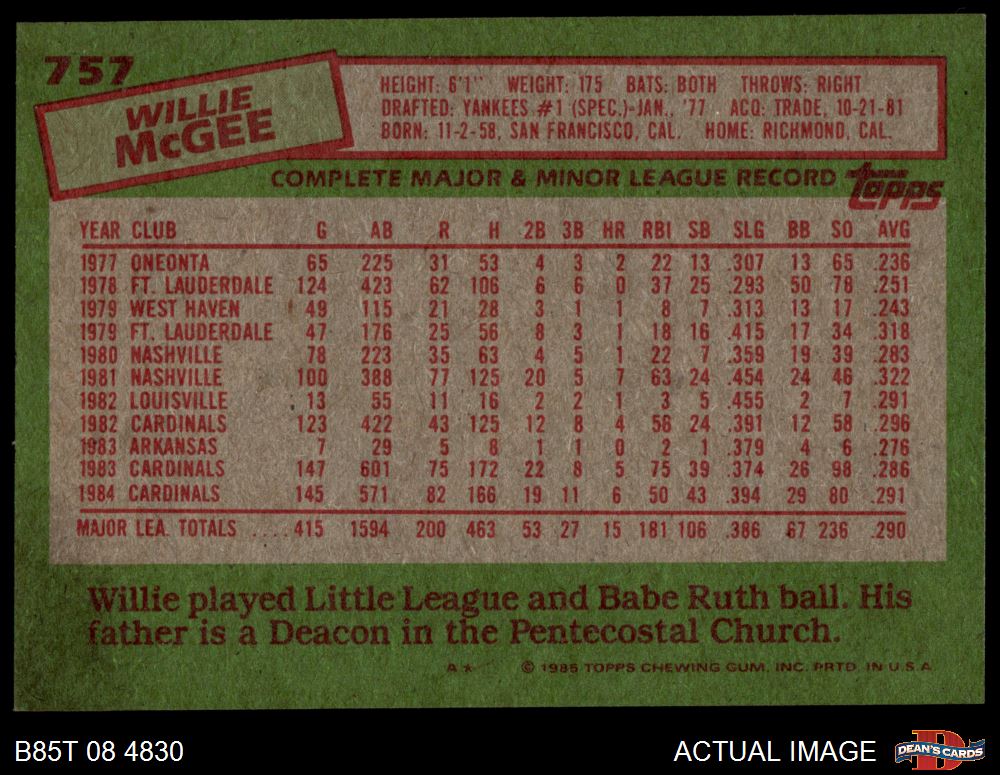 757
WILLIE
McGEE
HEIGHT: 6'1" WEIGHT: 175 BATS: BOTH THROWS: RIGHT
DRAFTED: YANKEES #1 (SPEC.)-JAN., '77 ACQ: TRADE, 10-21-81
BORN: 11-2-58, SAN FRANCISCO, CAL. HOME: RICHMOND, CAL.
COMPLETE MAJOR & MINOR LEAGUE RECORD topps
YEAR CLUB G AB R H 2B 3B HR RBI SB SLG BB SO AVG
1977 ONEONTA 65 225 31 53 4 3 2 22 13 .307 13 65 .236
1978 FT. LAUDERDALE 124 423 62 106 6 6 0 37 25 .293 50 78 .251
1979 WEST HAVEN 49 115 21 28 3 1 1 8 7 .313 13 17 .243
1979 FT. LAUDERDALE 47 176 25 56 8 3 1 18 16 .415 17 34 .318
1980 NASHVILLE 78 223 35 63 4 5 1 22 7 .359 19 39 .283
1981 NASHVILLE 100 388 77 125 20 5 7 63 24 .454 24 46 .322
1982 LOUISVILLE 13 55 11 16 2 2 1 3 5 .455 2 7 .291
1982 CARDINALS 123 422 43 125 12 8 4 56 24 .391 12 58 .296
1983 ARKANSAS 7 29 5 8 1 1 0 2 1 .379 4 6 .276
1983 CARDINALS 147 601 75 172 22 8 5 75 39 .374 26 98 .286
1984 CARDINALS 145 571 82 166 19 11 6 50 43 .394 29 80 .291
MAJOR LEA. TOTALS ....415 1594 200 463 53 27 15 181 106 .386 67 236 .290
Willie played Little League and Babe Ruth ball. His
father is a Deacon in the Pentecostal Church.
A★ © 1985 TOPPS CHEWING GUM, INC. PRTD. IN U.S.A.
B85T 08 4830
ACTUAL IMAGE
D
DEAN'S CARDS